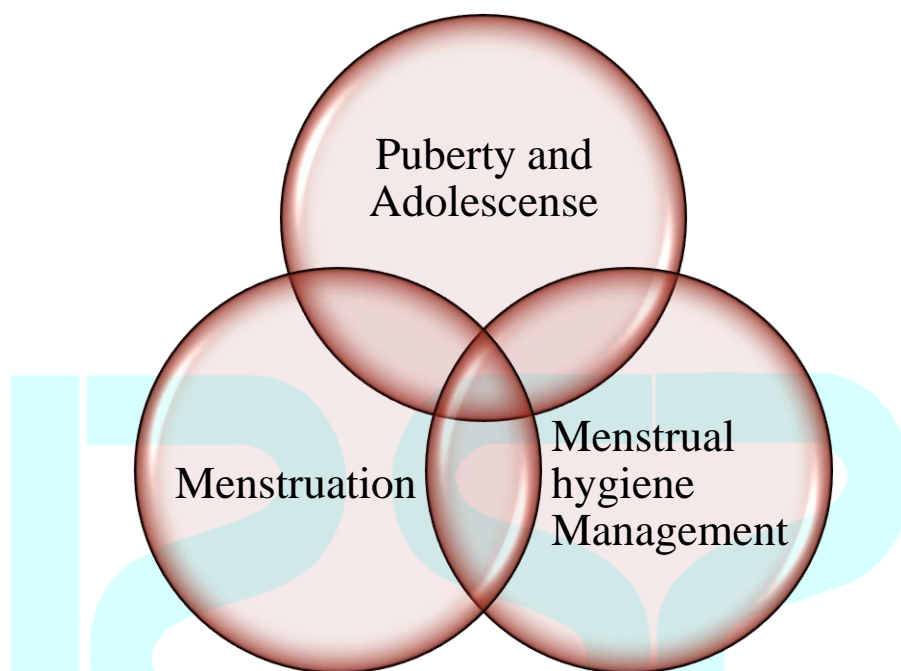 Puberty and
Adolescense
Menstruation
Menstrual
hygiene
Management